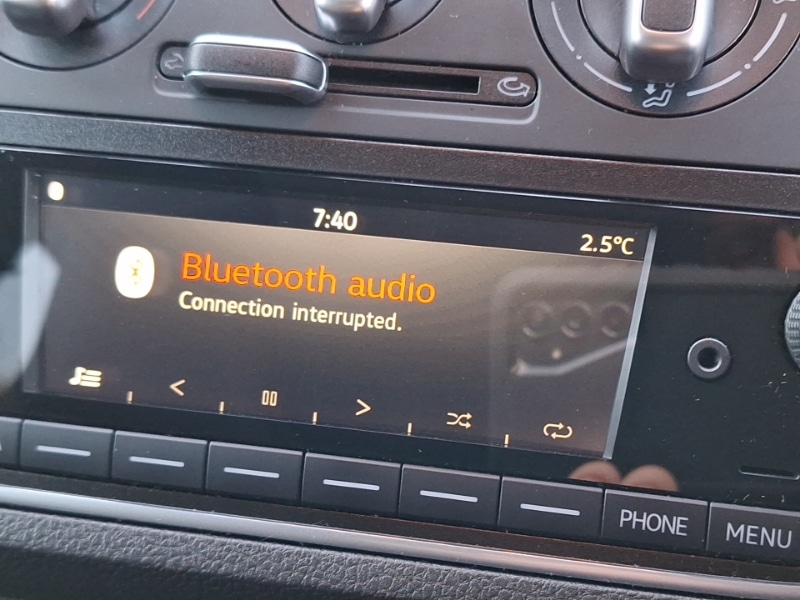 7:40
2.5°C
Bluetooth audio
Connection interrupted.
PHONE
MENU